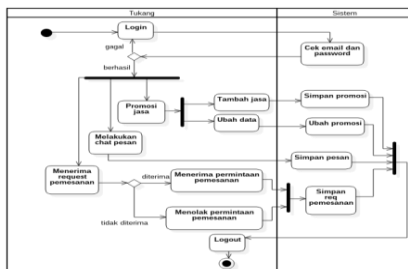 Tukang
Sistem
Login
gagal
Cek email dan
password
berhasil
Promosi
jasa
Tambah jasa
Simpan promosi
Ubah data
Ubah promosi
Melakukan
chat pesan
Simpan pesan
Menerima
request
pemesanan
diterima
Menerima permintaan
pemesanan
tidak diterima
Menolak permintaan
pemesanan
Simpan
req
pemesanan
Logout